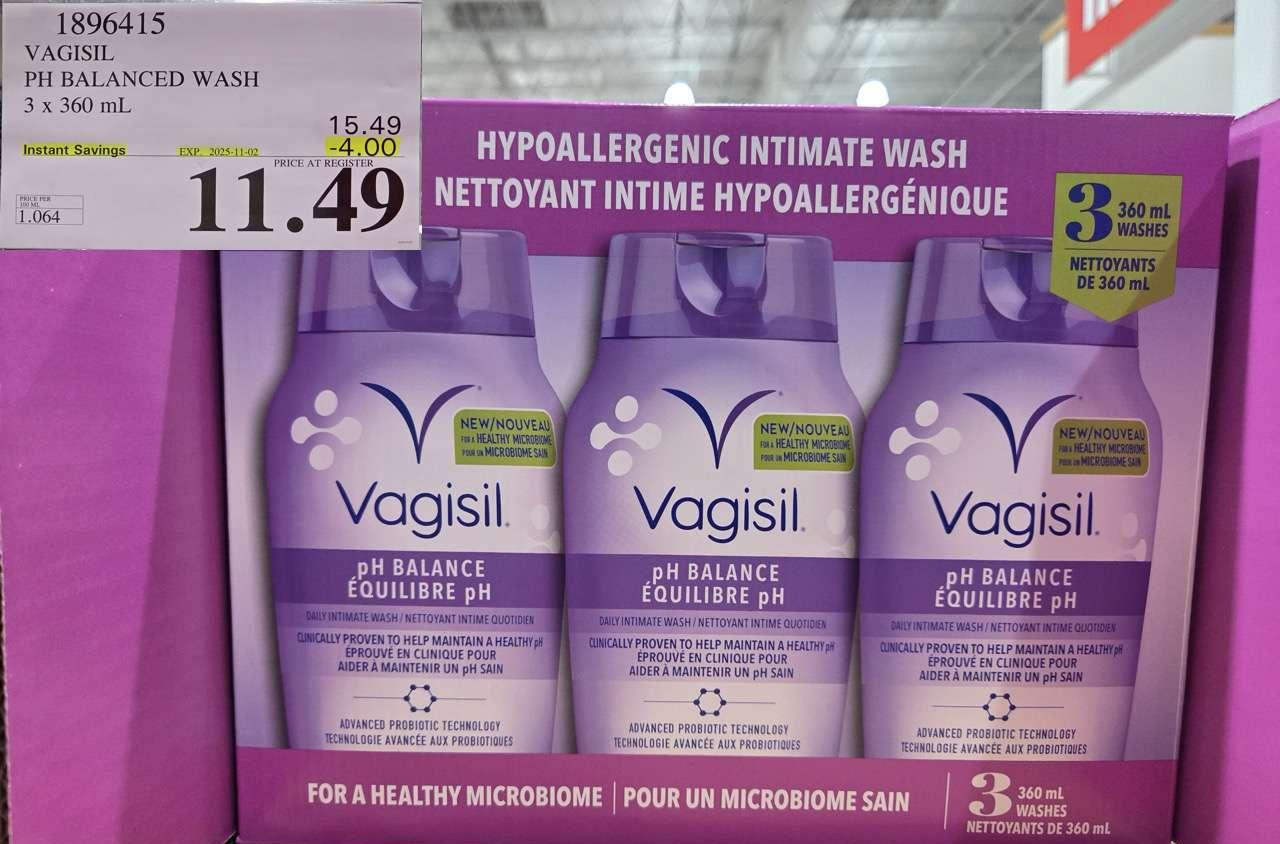 1896415
VAGISIL
PH BALANCED WASH
3 x 360 mL
15.49
Instant Savings EXP. 2025-11-02 -4.00
PRICE AT REGISTER
11.49
PRICE PER
100 ML
1.064
HYPOALLERGENIC INTIMATE WASH
NETTOYANT INTIME HYPOALLERGÉNIQUE
3 360 mL
WASHES
NETTOYANTS
DE 360 mL
NEW/NOUVEAU
FOR A HEALTHY MICROBIOME
POUR UN MICROBIOME SAIN
Vagisil
pH BALANCE
ÉQUILIBRE pH
DAILY INTIMATE WASH / NETTOYANT INTIME QUOTIDIEN
CLINICALLY PROVEN TO HELP MAINTAIN A HEALTHY pH
ÉPROUVÉ EN CLINIQUE POUR
AIDER À MAINTENIR UN pH SAIN
ADVANCED PROBIOTIC TECHNOLOGY
TECHNOLOGIE AVANCÉE AUX PROBIOTIQUES
NEW/NOUVEAU
FOR A HEALTHY MICROBIOME
POUR UN MICROBIOME SAIN
Vagisil
pH BALANCE
ÉQUILIBRE pH
DAILY INTIMATE WASH / NETTOYANT INTIME QUOTIDIEN
CLINICALLY PROVEN TO HELP MAINTAIN A HEALTHY pH
ÉPROUVÉ EN CLINIQUE POUR
AIDER À MAINTENIR UN pH SAIN
ADVANCED PROBIOTIC TECHNOLOGY
TECHNOLOGIE AVANCÉE AUX PROBIOTIQUES
NEW/NOUVEAU
FOR A HEALTHY MICROBIOME
POUR UN MICROBIOME SAIN
Vagisil
pH BALANCE
ÉQUILIBRE pH
DAILY INTIMATE WASH / NETTOYANT INTIME QUOTIDIEN
CLINICALLY PROVEN TO HELP MAINTAIN A HEALTHY pH
ÉPROUVÉ EN CLINIQUE POUR
AIDER À MAINTENIR UN pH SAIN
ADVANCED PROBIOTIC TECHNOLOGY
TECHNOLOGIE AVANCÉE AUX PROBIOTIQUES
FOR A HEALTHY MICROBIOME | POUR UN MICROBIOME SAIN
3 360 mL
WASHES
NETTOYANTS DE 360 mL